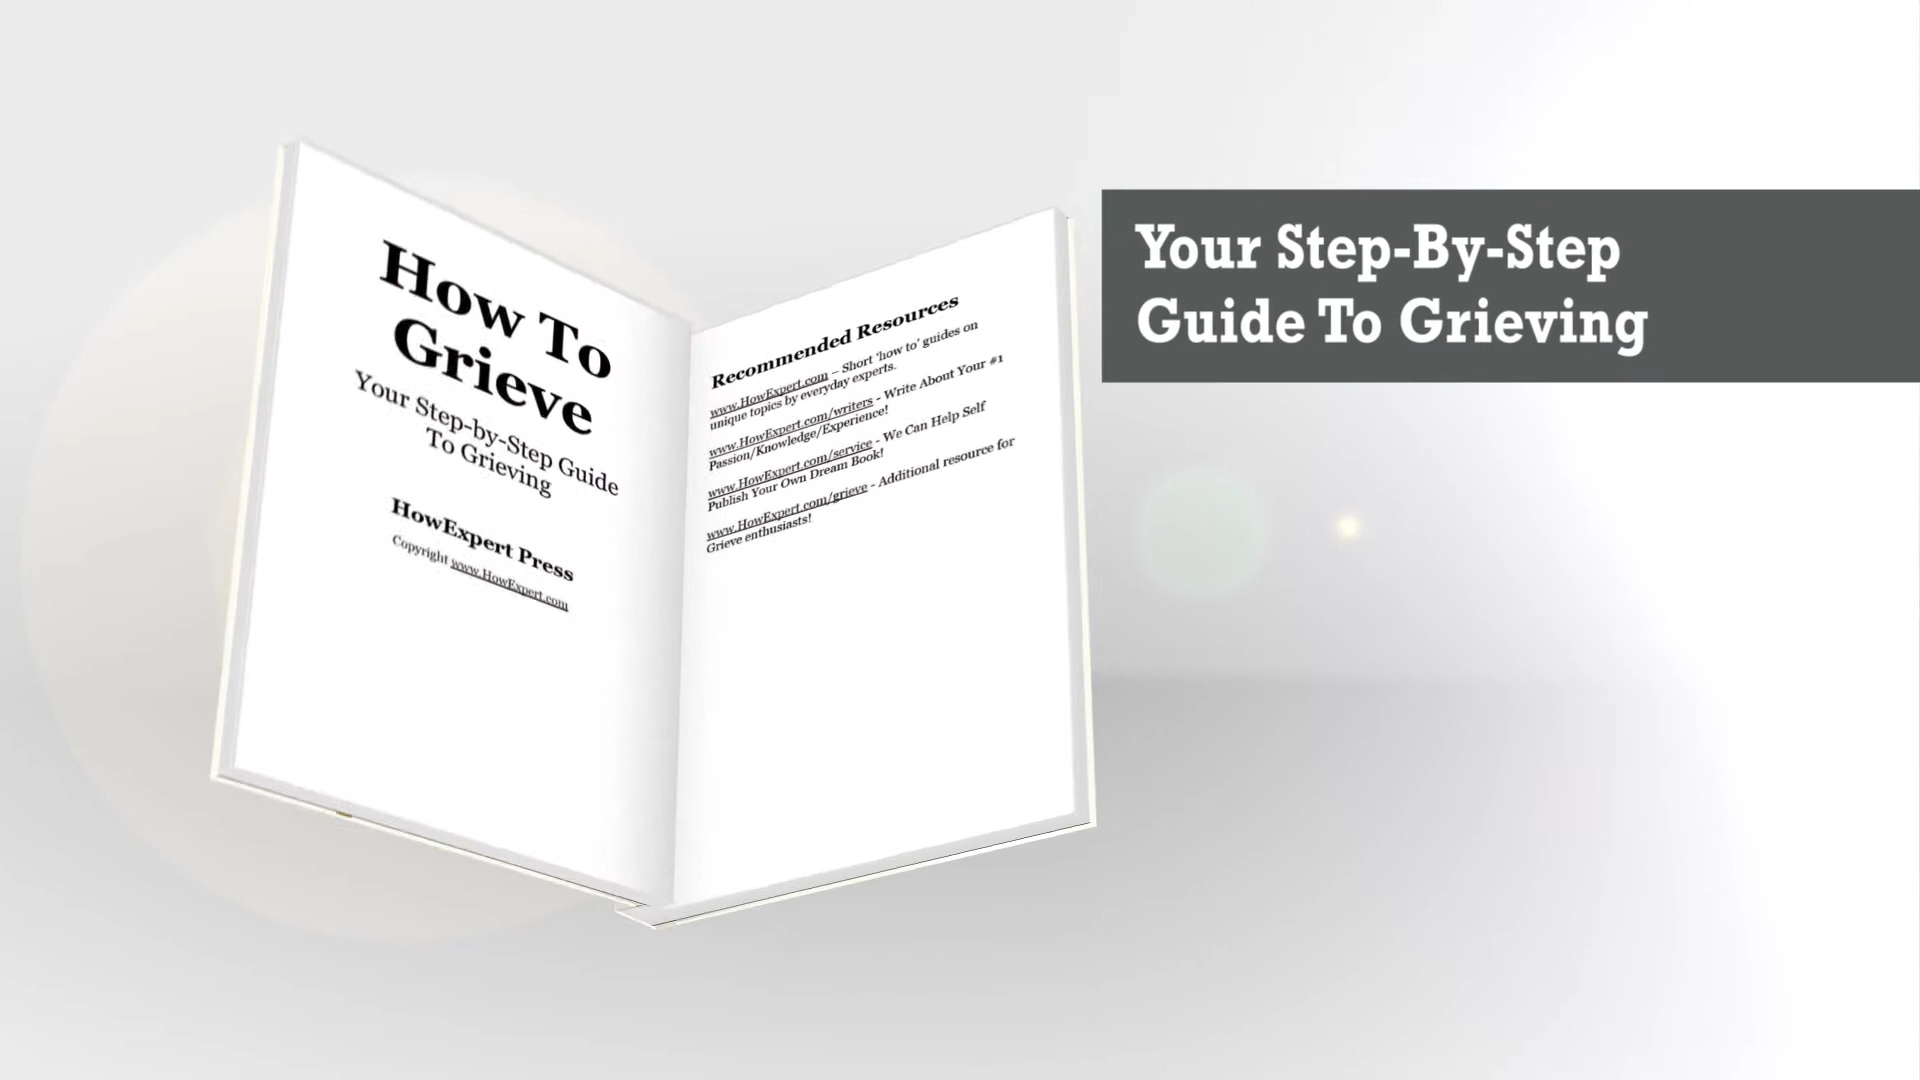 How To
Grieve
Your Step-by-Step Guide
To Grieving
HowExpert Press
Copyright www.HowExpert.com
Recommended Resources
www.HowExpert.com – Short 'how to' guides on
unique topics by everyday experts.
www.HowExpert.com/writers - Write About Your #1
Passion/Knowledge/Experience!
www.HowExpert.com/service - We Can Help Self
Publish Your Own Dream Book!
www.HowExpert.com/grieve - Additional resource for
Grieve enthusiasts!
Your Step-By-Step
Guide To Grieving